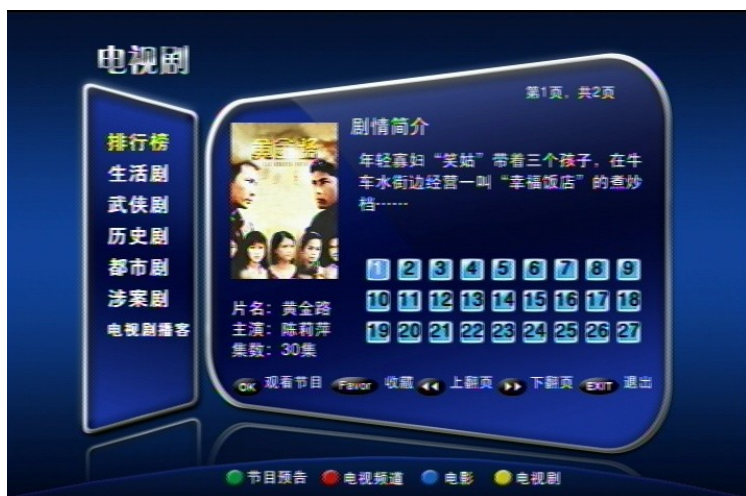 电视剧
排行榜
生活剧
武侠剧
历史剧
都市剧
涉案剧
电视剧播客
第1页，共2页
黄金路
剧情简介
年轻寡妇“笑姑”带着三个孩子，在牛
车水街边经营一叫“幸福饭店”的煮炒
档------
1 2 3 4 5 6 7 8 9
10 11 12 13 14 15 16 17 18
19 20 21 22 23 24 25 26 27
片名：黄金路
主演：陈莉萍
集数：30集
OK 观看节目 Favor 收藏 ◀◀ 上翻页 ▶▶ 下翻页 EXIT 退出
节目预告 电视频道 电影 电视剧